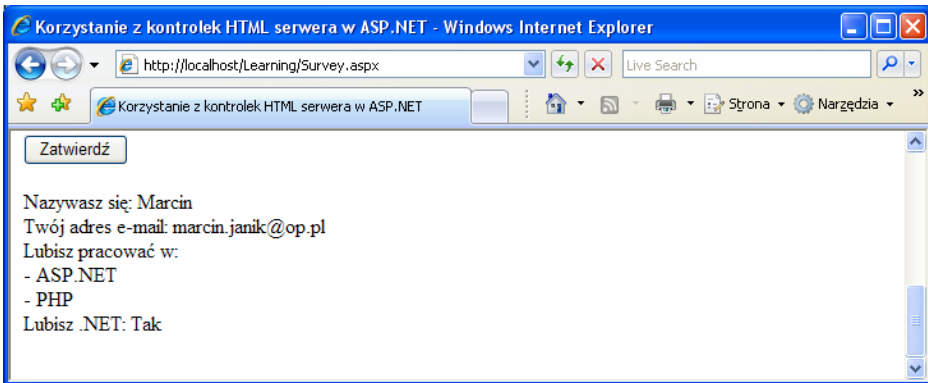 Korzystanie z kontrolek HTML serwera w ASP.NET - Windows Internet Explorer
http://localhost/Learning/Survey.aspx
Live Search
Korzystanie z kontrolek HTML serwera w ASP.NET
Strona
Narzędzia
Zatwierdź
Nazywasz się: Marcin
Twój adres e-mail: marcin.janik@op.pl
Lubisz pracować w:
- ASP.NET
- PHP
Lubisz .NET: Tak